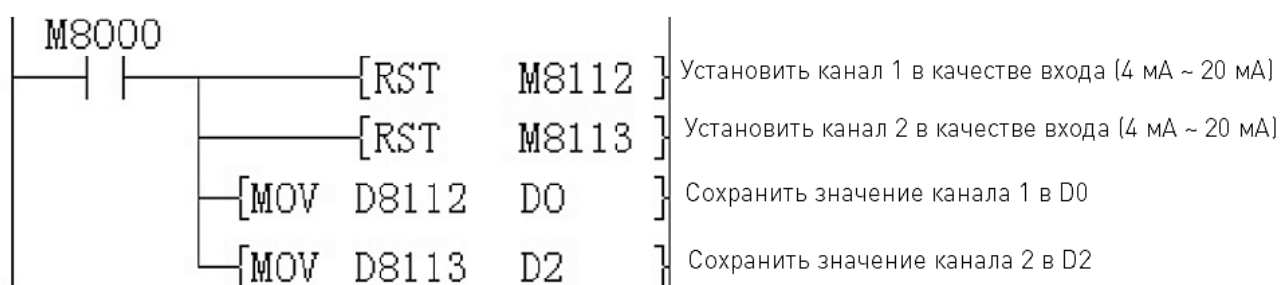 M8000
[RST M8112 ] Установить канал 1 в качестве входа (4 мА ~ 20 мА)
[RST M8113 ] Установить канал 2 в качестве входа (4 мА ~ 20 мА)
[MOV D8112 D0 ] Сохранить значение канала 1 в D0
[MOV D8113 D2 ] Сохранить значение канала 2 в D2